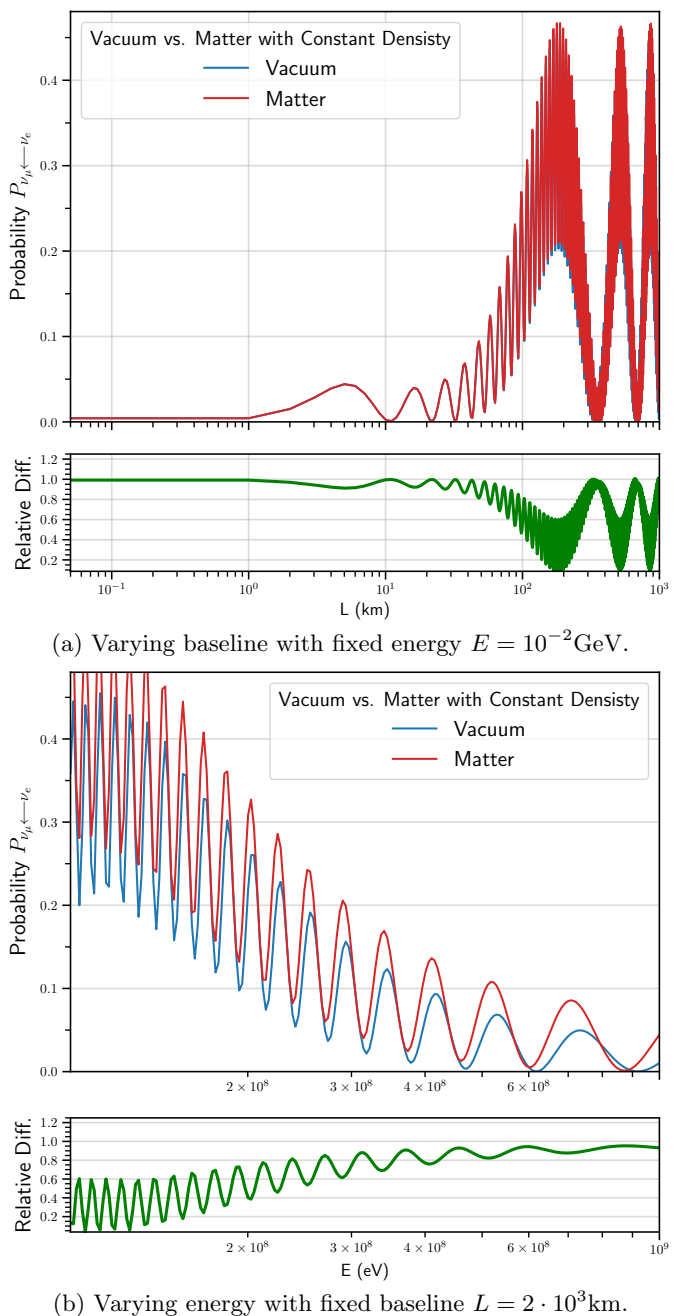 Vacuum vs. Matter with Constant Densisty
Vacuum
Matter
Probability P_{ν_μ⟵ν_e}
0.4
0.3
0.2
0.1
0.0
Relative Diff.
1.2
1.0
0.8
0.6
0.4
0.2
10^{-1} 10^0 10^1 10^2 10^3
L (km)
(a) Varying baseline with fixed energy E = 10^{-2}GeV.
Vacuum vs. Matter with Constant Densisty
Vacuum
Matter
Probability P_{ν_μ⟵ν_e}
0.4
0.3
0.2
0.1
0.0
2 × 10^8 3 × 10^8 4 × 10^8 6 × 10^8
Relative Diff.
1.2
1.0
0.8
0.6
0.4
0.2
2 × 10^8 3 × 10^8 4 × 10^8 6 × 10^8 10^9
E (eV)
(b) Varying energy with fixed baseline L = 2 · 10^3km.